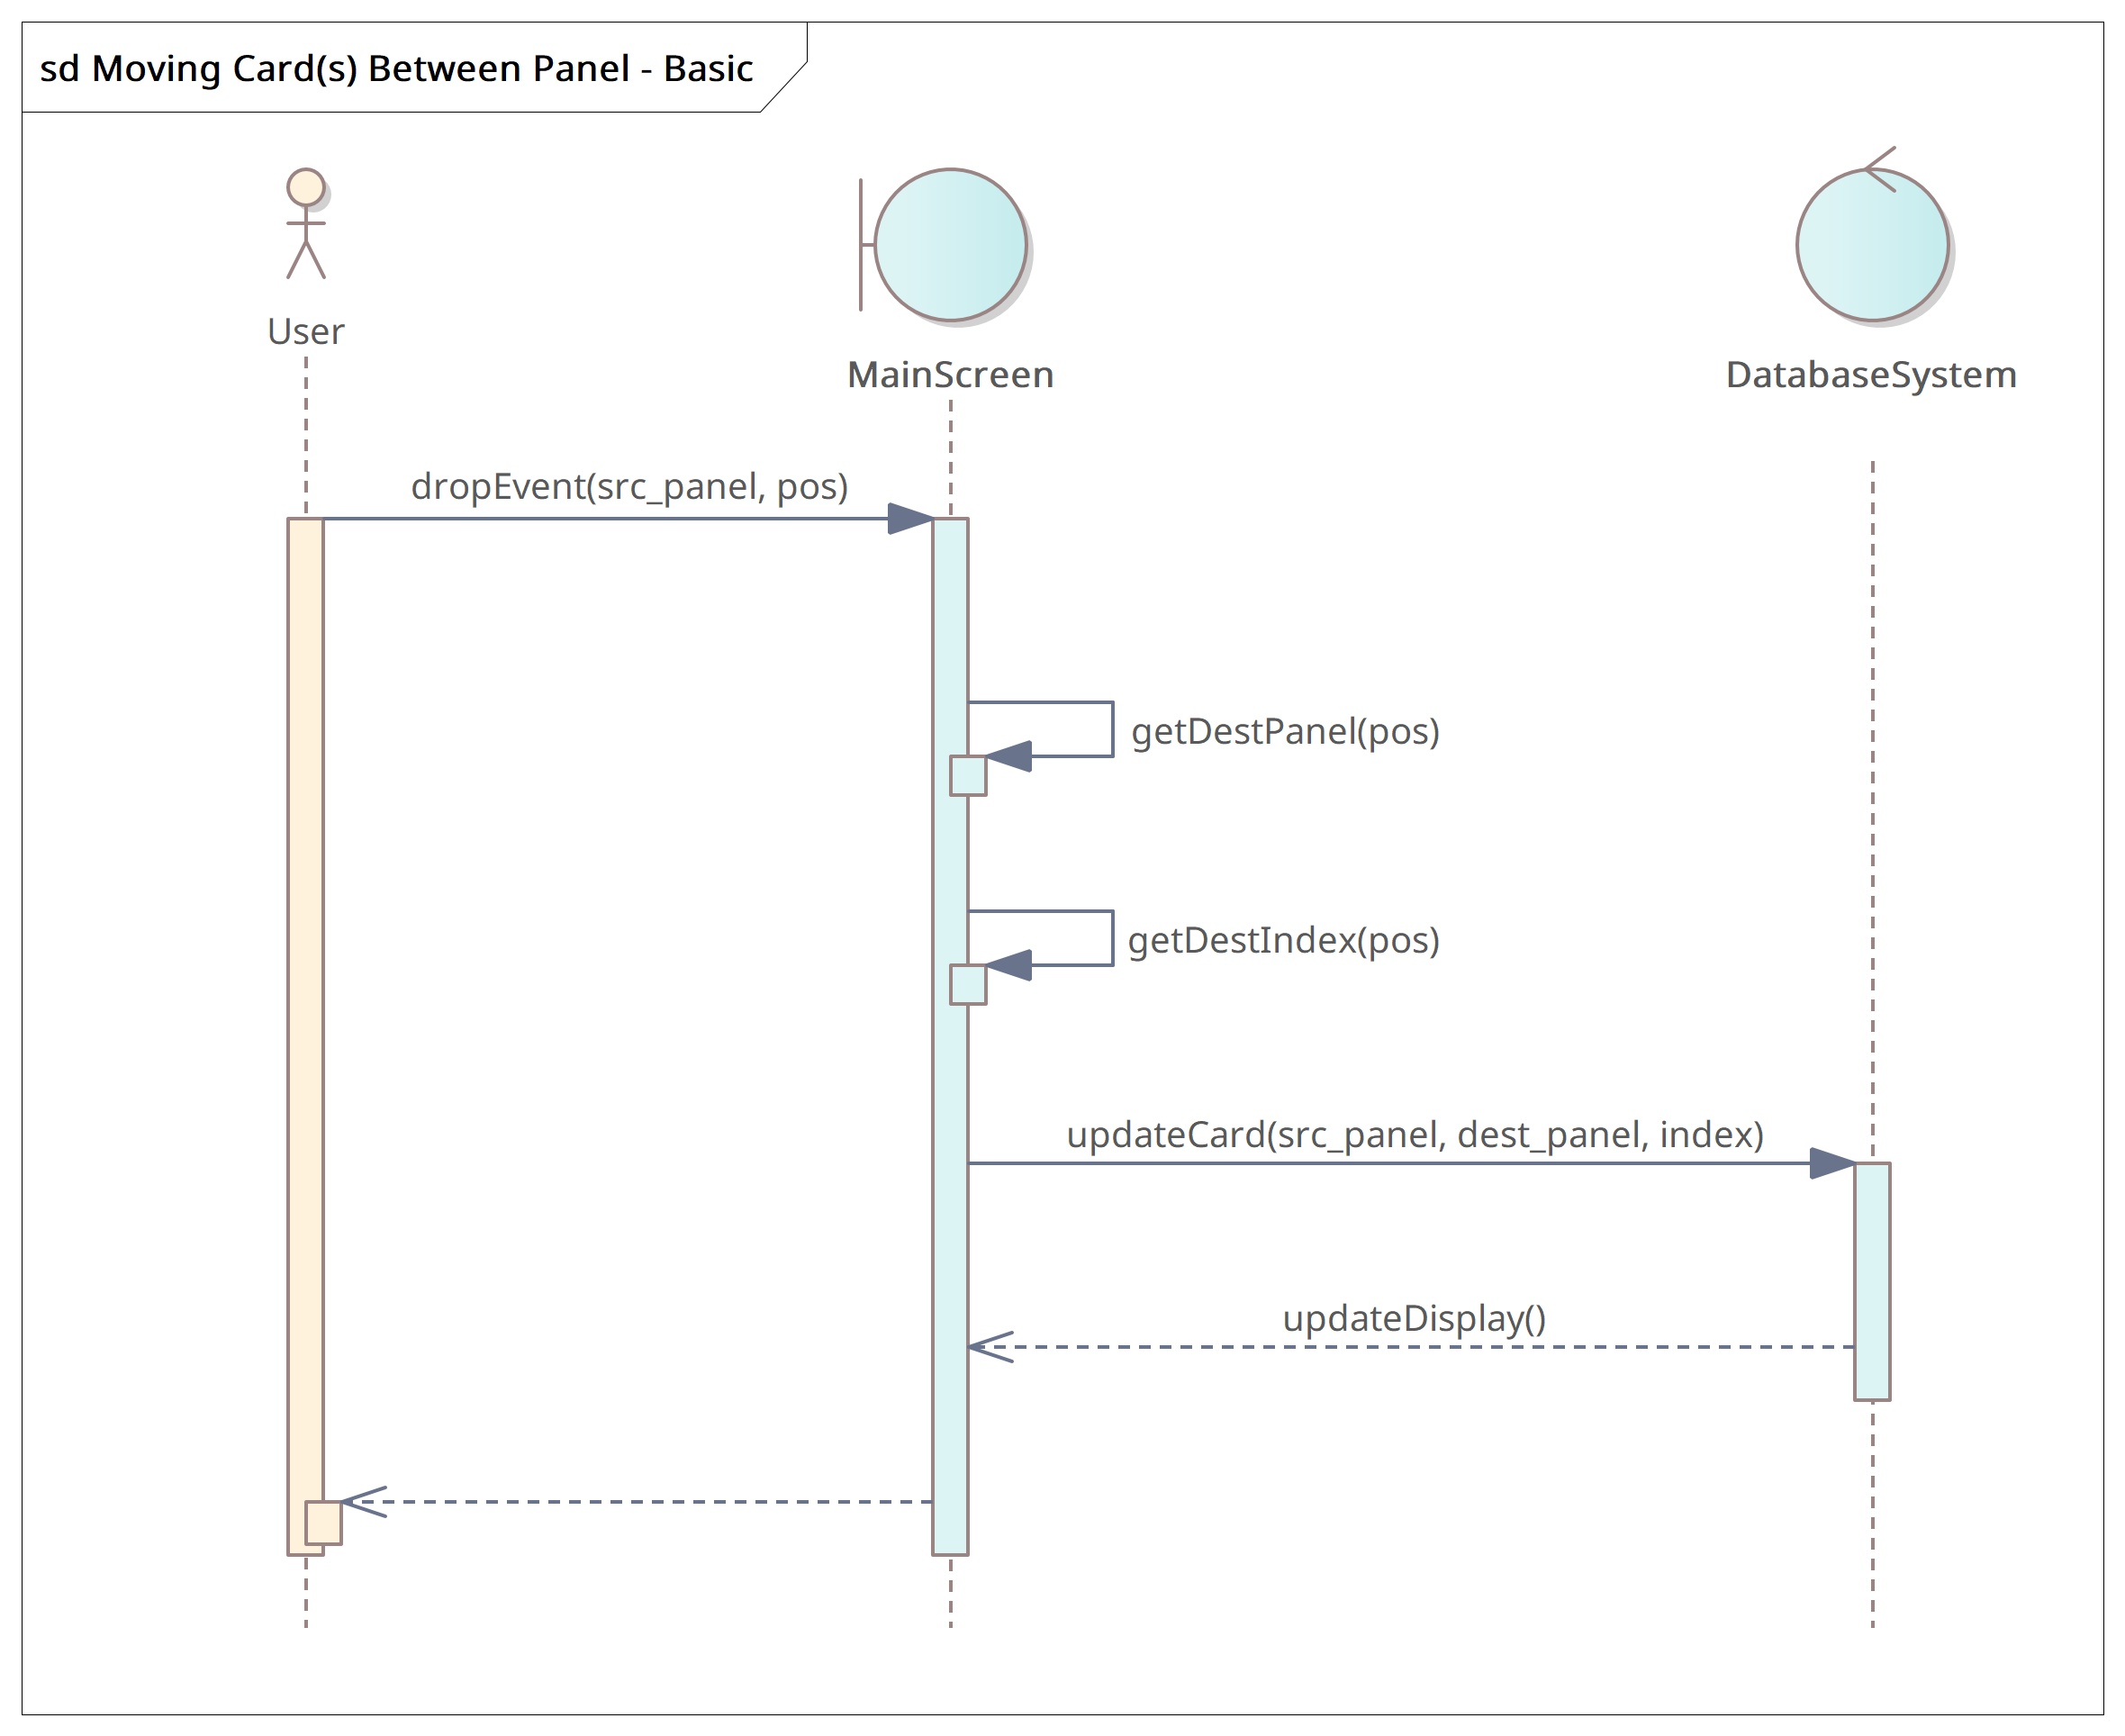 sd Moving Card(s) Between Panel - Basic
User
MainScreen
DatabaseSystem
dropEvent(src_panel, pos)
getDestPanel(pos)
getDestIndex(pos)
updateCard(src_panel, dest_panel, index)
updateDisplay()